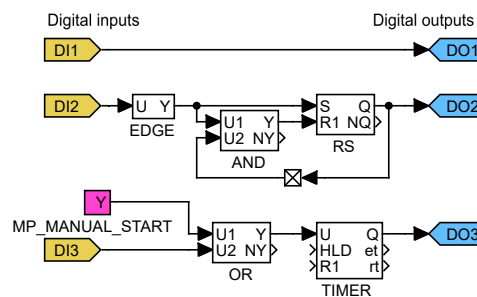 Digital inputs Digital outputs
DI1 DO1
DI2 U Y S Q DO2
EDGE U1 Y R1 NQ
U2 NY RS
AND
Y
MP_MANUAL_START U1 Y U Q DO3
DI3 U2 NY HLD et
OR R1 rt
TIMER